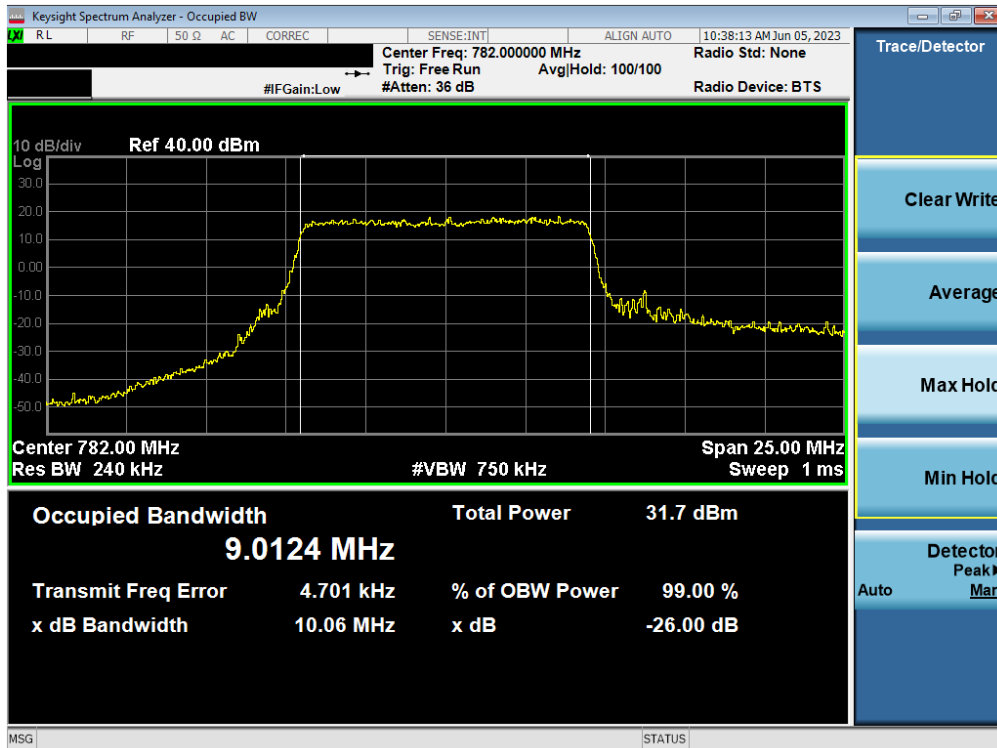 Keysight Spectrum Analyzer - Occupied BW
LXI RL RF 50 Ω AC CORREC SENSE:INT ALIGN AUTO 10:38:13 AM Jun 05, 2023
Center Freq: 782.000000 MHz Radio Std: None
Trig: Free Run Avg|Hold: 100/100
#IFGain:Low #Atten: 36 dB Radio Device: BTS
Trace/Detector
10 dB/div Ref 40.00 dBm
Log
30.0
20.0
10.0
0.00
-10.0
-20.0
-30.0
-40.0
-50.0
Center 782.00 MHz Span 25.00 MHz
Res BW 240 kHz #VBW 750 kHz Sweep 1 ms
Occupied Bandwidth Total Power 31.7 dBm
9.0124 MHz
Transmit Freq Error 4.701 kHz % of OBW Power 99.00 %
x dB Bandwidth 10.06 MHz x dB -26.00 dB
Clear Write
Average
Max Hold
Min Hold
Detector
Peak
Auto Man
MSG STATUS